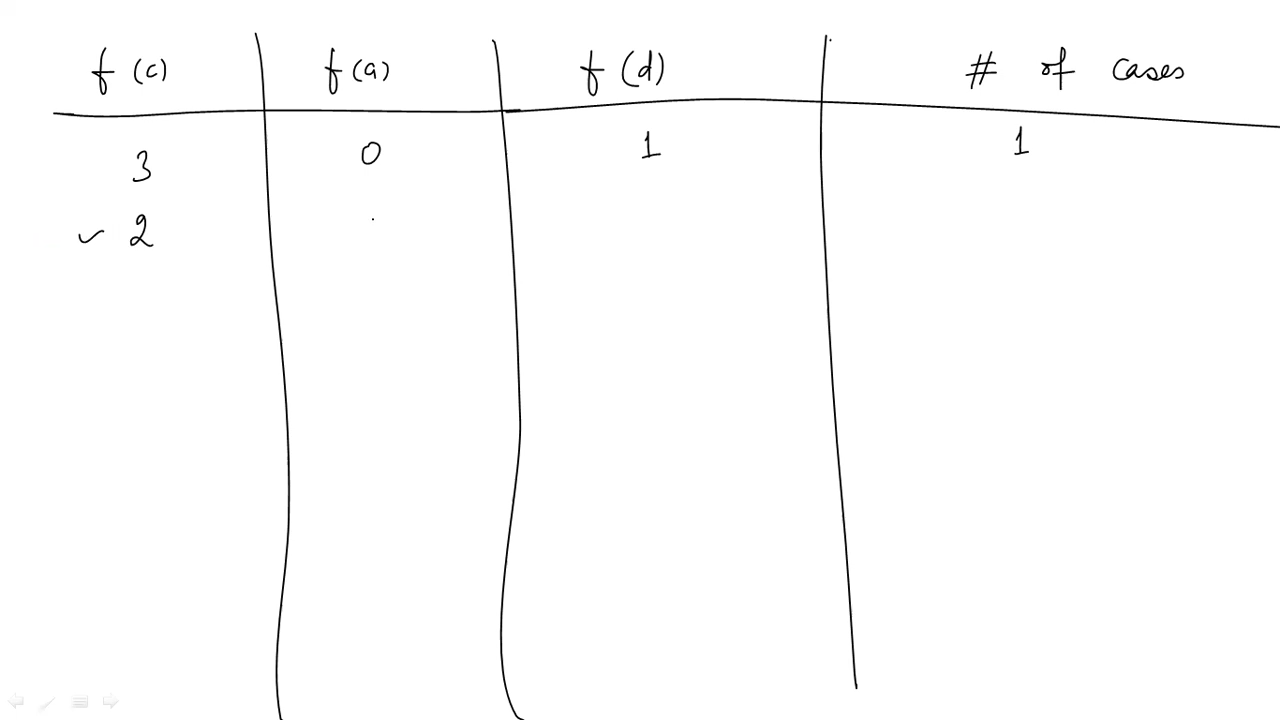 f (c) f (a) f (d) # of cases
3 0 1 1
✓ 2